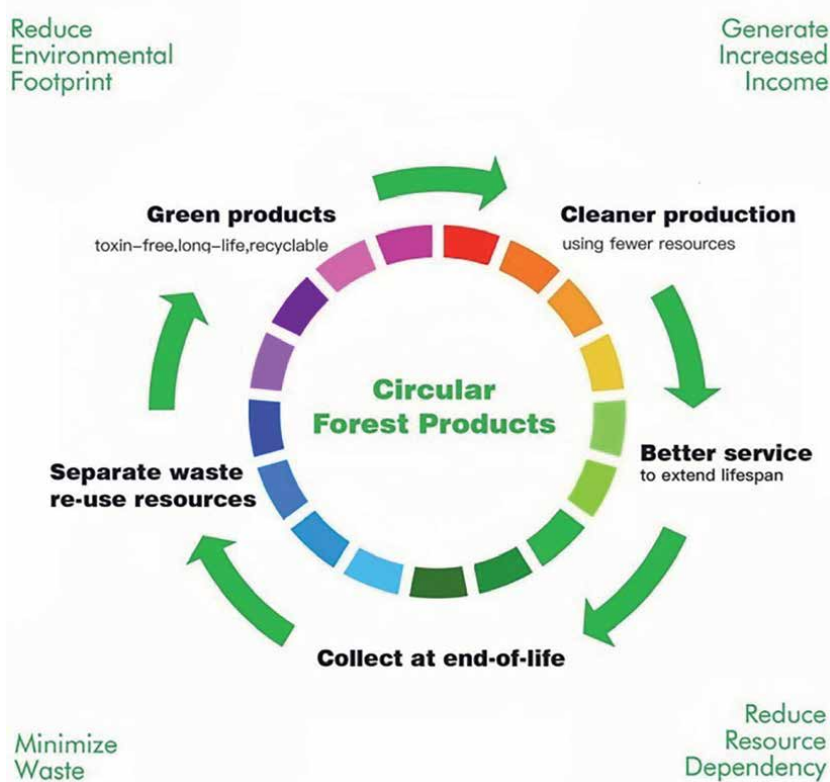 Reduce
Environmental
Footprint
Generate
Increased
Income
Green products
toxin-free,long-life,recyclable
Cleaner production
using fewer resources
Circular
Forest Products
Better service
to extend lifespan
Separate waste
re-use resources
Collect at end-of-life
Minimize
Waste
Reduce
Resource
Dependency